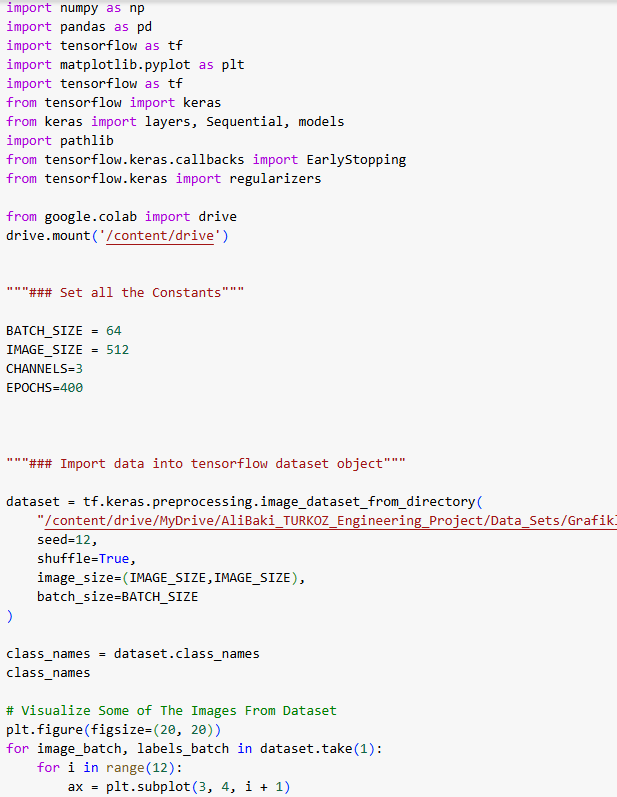 import numpy as np
import pandas as pd
import tensorflow as tf
import matplotlib.pyplot as plt
import tensorflow as tf
from tensorflow import keras
from keras import layers, Sequential, models
import pathlib
from tensorflow.keras.callbacks import EarlyStopping
from tensorflow.keras import regularizers

from google.colab import drive
drive.mount('/content/drive')

"""### Set all the Constants"""

BATCH_SIZE = 64
IMAGE_SIZE = 512
CHANNELS=3
EPOCHS=400

"""### Import data into tensorflow dataset object"""

dataset = tf.keras.preprocessing.image_dataset_from_directory(
    "/content/drive/MyDrive/AliBaki_TURKOZ_Engineering_Project/Data_Sets/Grafik
    seed=12,
    shuffle=True,
    image_size=(IMAGE_SIZE,IMAGE_SIZE),
    batch_size=BATCH_SIZE
)

class_names = dataset.class_names
class_names

# Visualize Some of The Images From Dataset
plt.figure(figsize=(20, 20))
for image_batch, labels_batch in dataset.take(1):
    for i in range(12):
        ax = plt.subplot(3, 4, i + 1)